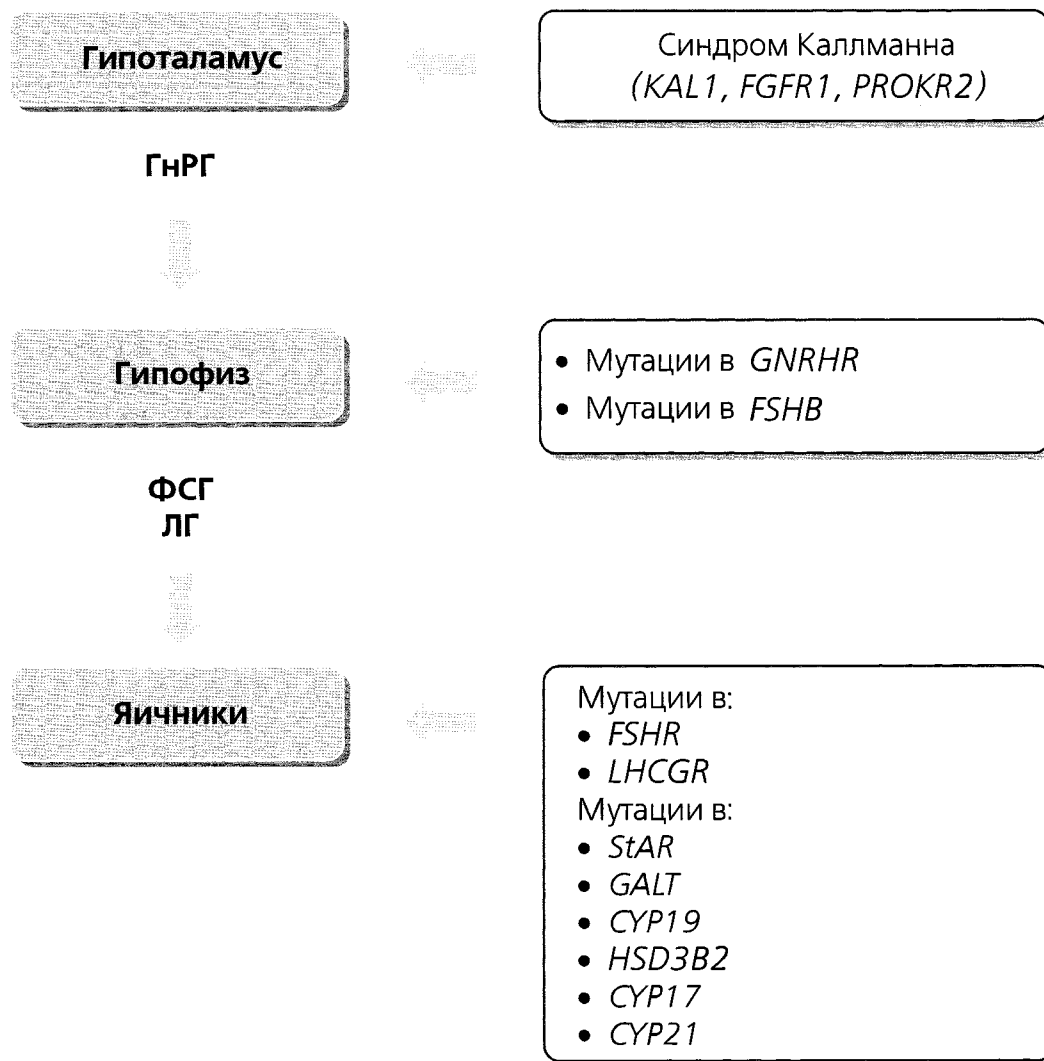 Гипоталамус
Синдром Каллманна
(KAL1, FGFR1, PROKR2)
ГнРГ
Гипофиз
• Мутации в GNRHR
• Мутации в FSHB
ФСГ
ЛГ
Яичники
Мутации в:
• FSHR
• LHCGR
Мутации в:
• StAR
• GALT
• CYP19
• HSD3B2
• CYP17
• CYP21